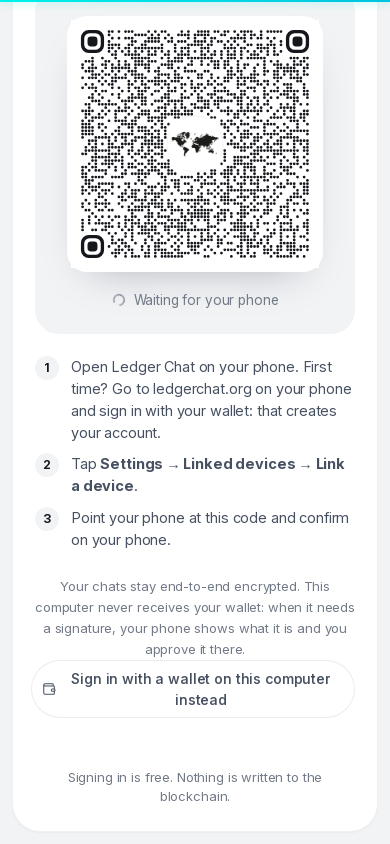 Waiting for your phone
1 Open Ledger Chat on your phone. First
time? Go to ledgerchat.org on your phone
and sign in with your wallet: that creates
your account.
2 Tap Settings → Linked devices → Link
a device.
3 Point your phone at this code and confirm
on your phone.
Your chats stay end-to-end encrypted. This
computer never receives your wallet: when it needs
a signature, your phone shows what it is and you
approve it there.
Sign in with a wallet on this computer
instead
Signing in is free. Nothing is written to the
blockchain.